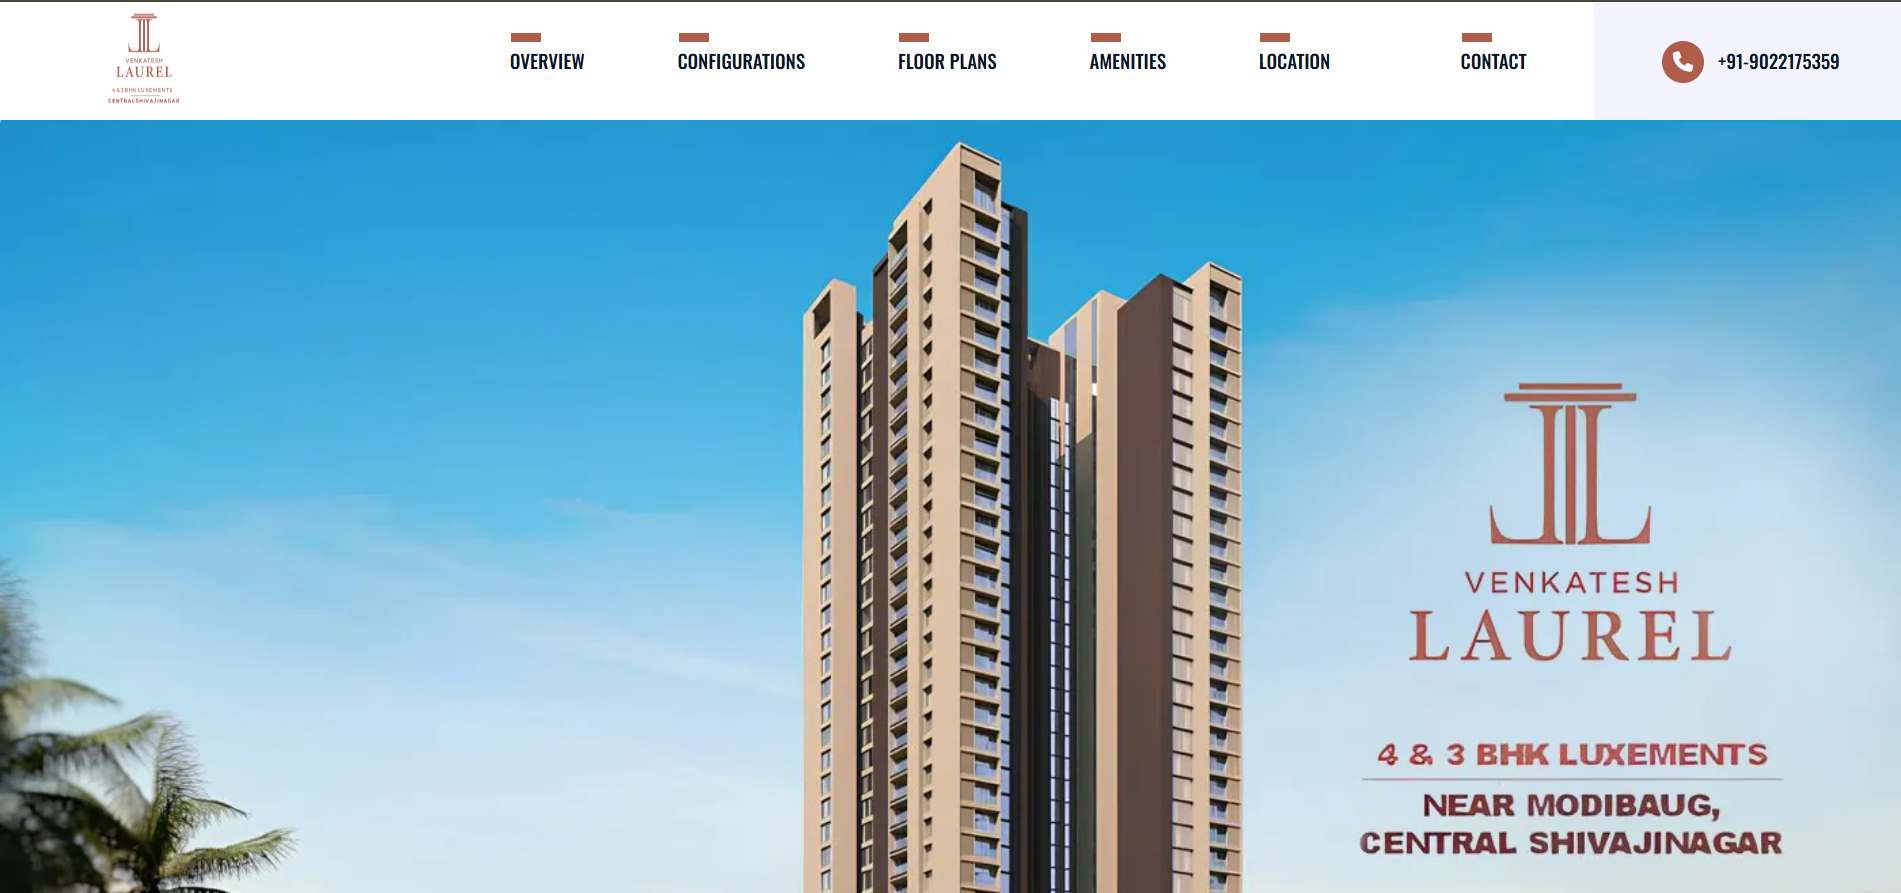 VENKATESH
LAUREL
4 & 3 BHK LUXEMENTS
CENTRAL SHIVAJINAGAR
OVERVIEW
CONFIGURATIONS
FLOOR PLANS
AMENITIES
LOCATION
CONTACT
+91-9022175359
VENKATESH
LAUREL
4 & 3 BHK LUXEMENTS
NEAR MODIBAUG,
CENTRAL SHIVAJINAGAR